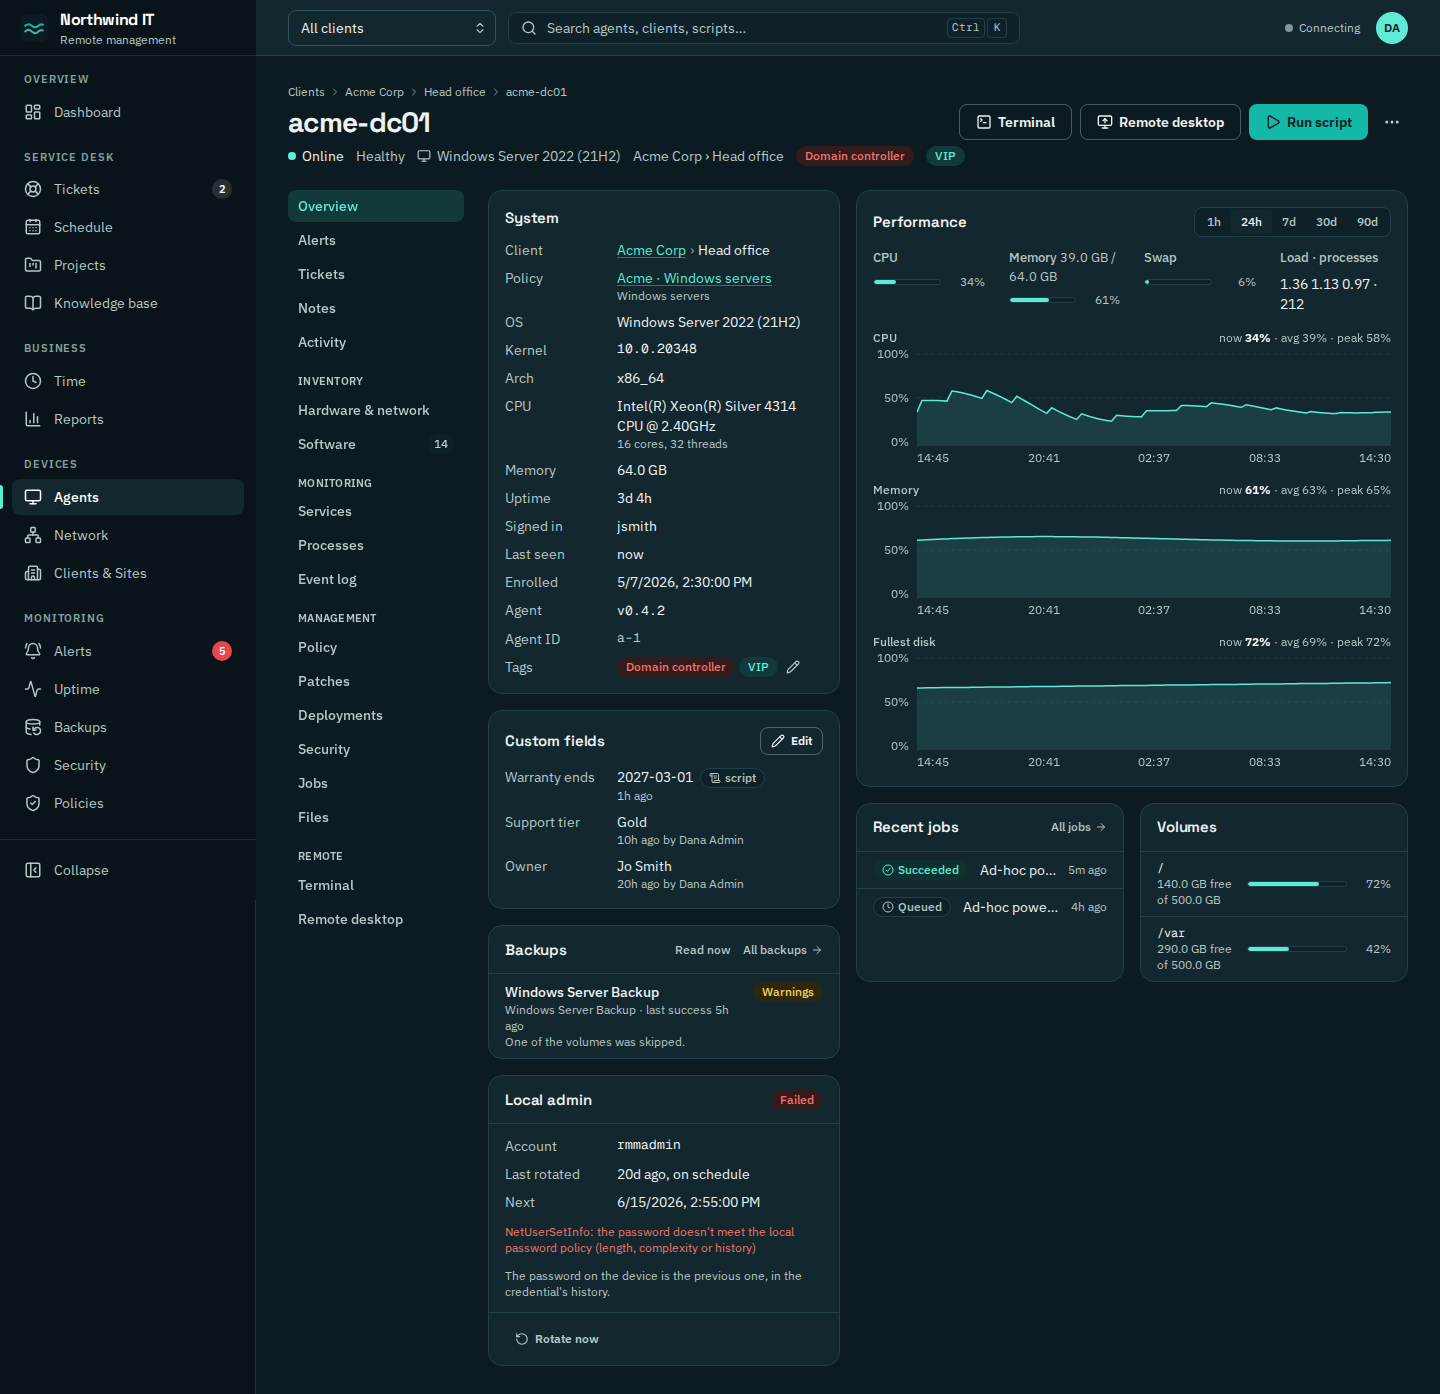 Northwind IT
Remote management
All clients
Search agents, clients, scripts...
Ctrl K
Connecting
DA
OVERVIEW
Dashboard
SERVICE DESK
Tickets 2
Schedule
Projects
Knowledge base
BUSINESS
Time
Reports
DEVICES
Agents
Network
Clients & Sites
MONITORING
Alerts 5
Uptime
Backups
Security
Policies
Collapse
Clients > Acme Corp > Head office > acme-dc01
acme-dc01
Terminal
Remote desktop
Run script
Online Healthy Windows Server 2022 (21H2) Acme Corp › Head office Domain controller VIP
Overview
Alerts
Tickets
Notes
Activity
INVENTORY
Hardware & network
Software 14
MONITORING
Services
Processes
Event log
MANAGEMENT
Policy
Patches
Deployments
Security
Jobs
Files
REMOTE
Terminal
Remote desktop
System
Client Acme Corp › Head office
Policy Acme · Windows servers
Windows servers
OS Windows Server 2022 (21H2)
Kernel 10.0.20348
Arch x86_64
CPU Intel(R) Xeon(R) Silver 4314
CPU @ 2.40GHz
16 cores, 32 threads
Memory 64.0 GB
Uptime 3d 4h
Signed in jsmith
Last seen now
Enrolled 5/7/2026, 2:30:00 PM
Agent v0.4.2
Agent ID a-1
Tags Domain controller VIP
Custom fields
Edit
Warranty ends 2027-03-01 script
1h ago
Support tier Gold
10h ago by Dana Admin
Owner Jo Smith
20h ago by Dana Admin
Backups
Read now All backups →
Windows Server Backup Warnings
Windows Server Backup · last success 5h
ago
One of the volumes was skipped.
Local admin Failed
Account rmmadmin
Last rotated 20d ago, on schedule
Next 6/15/2026, 2:55:00 PM
NetUserSetInfo: the password doesn't meet the local
password policy (length, complexity or history)
The password on the device is the previous one, in the
credential's history.
Rotate now
Performance
1h 24h 7d 30d 90d
CPU
34%
Memory 39.0 GB /
64.0 GB
61%
Swap
6%
Load · processes
1.36 1.13 0.97 ·
212
CPU now 34% · avg 39% · peak 58%
100%
50%
0%
14:45 20:41 02:37 08:33 14:30
Memory now 61% · avg 63% · peak 65%
100%
50%
0%
14:45 20:41 02:37 08:33 14:30
Fullest disk now 72% · avg 69% · peak 72%
100%
50%
0%
14:45 20:41 02:37 08:33 14:30
Recent jobs All jobs →
Succeeded Ad-hoc po... 5m ago
Queued Ad-hoc powe... 4h ago
Volumes
/
140.0 GB free
of 500.0 GB
72%
/var
290.0 GB free
of 500.0 GB
42%